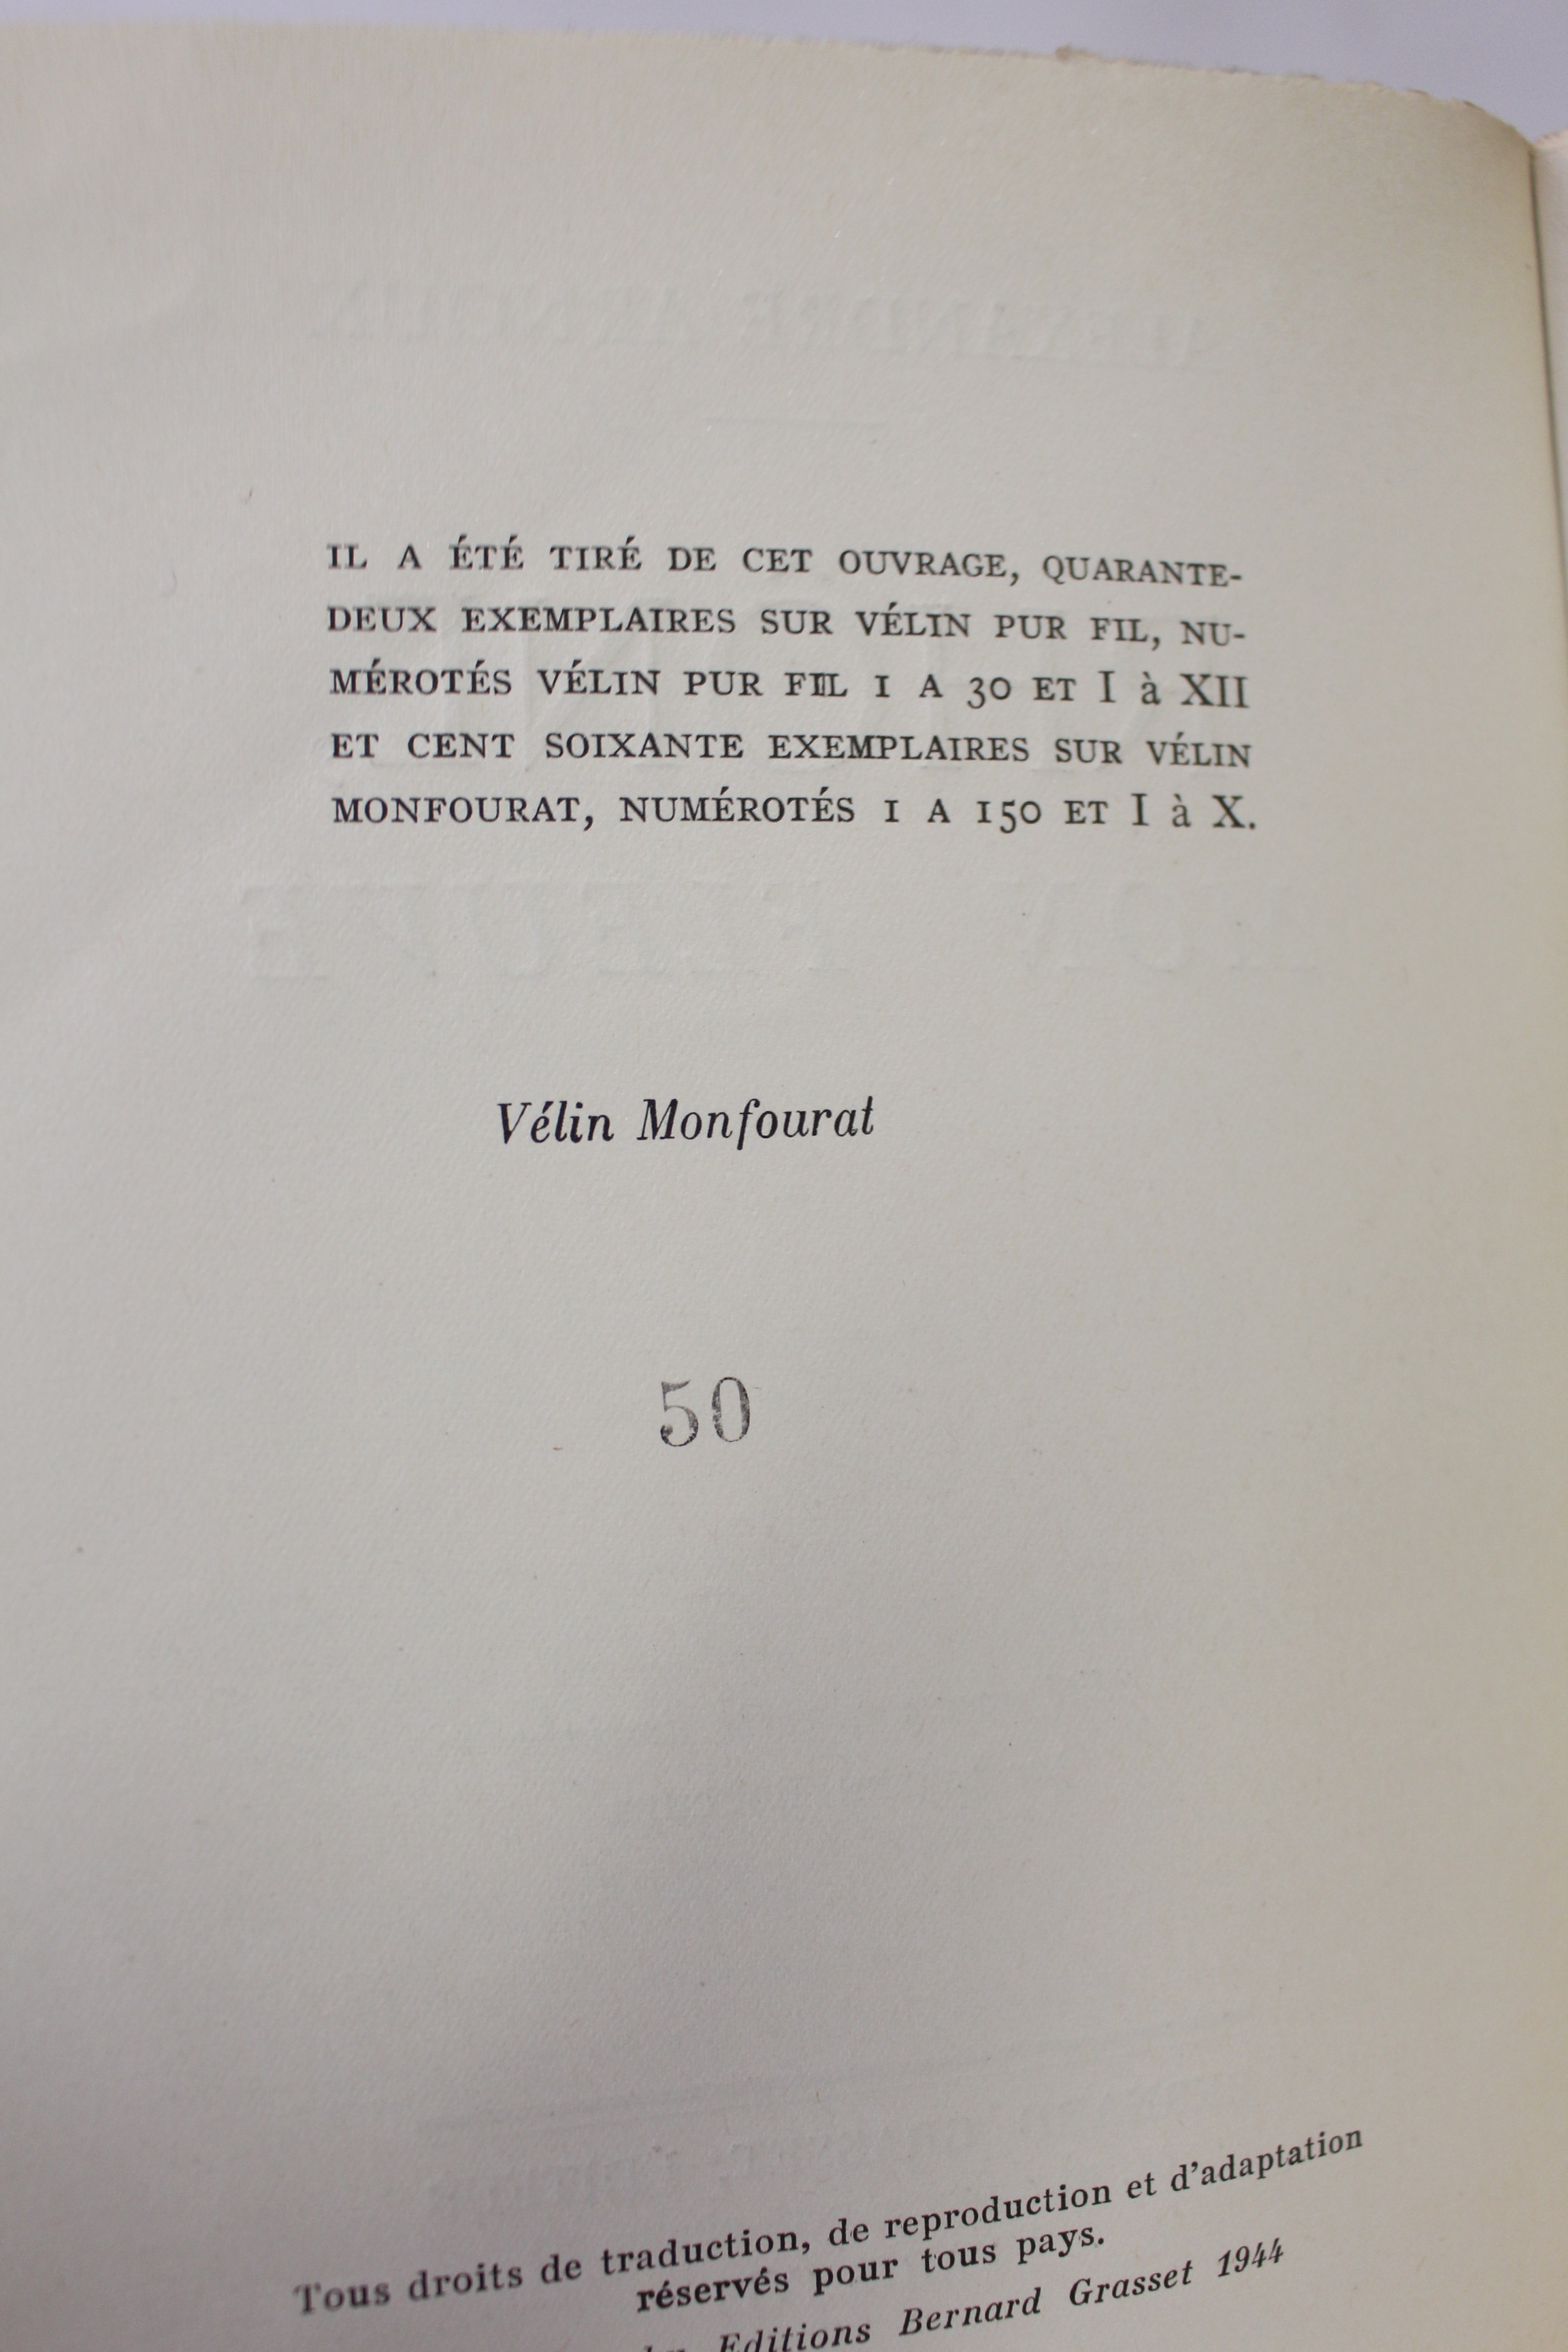 IL A ÉTÉ TIRÉ DE CET OUVRAGE, QUARANTE-
DEUX EXEMPLAIRES SUR VÉLIN PUR FIL, NU-
MÉROTÉS VÉLIN PUR FIL 1 A 30 ET I à XII
ET CENT SOIXANTE EXEMPLAIRES SUR VÉLIN
MONFOURAT, NUMÉROTÉS 1 A 150 ET I à X.
Vélin Monfourat
50
Tous droits de traduction, de reproduction et d'adaptation
réservés pour tous pays.
Editions Bernard Grasset 1944